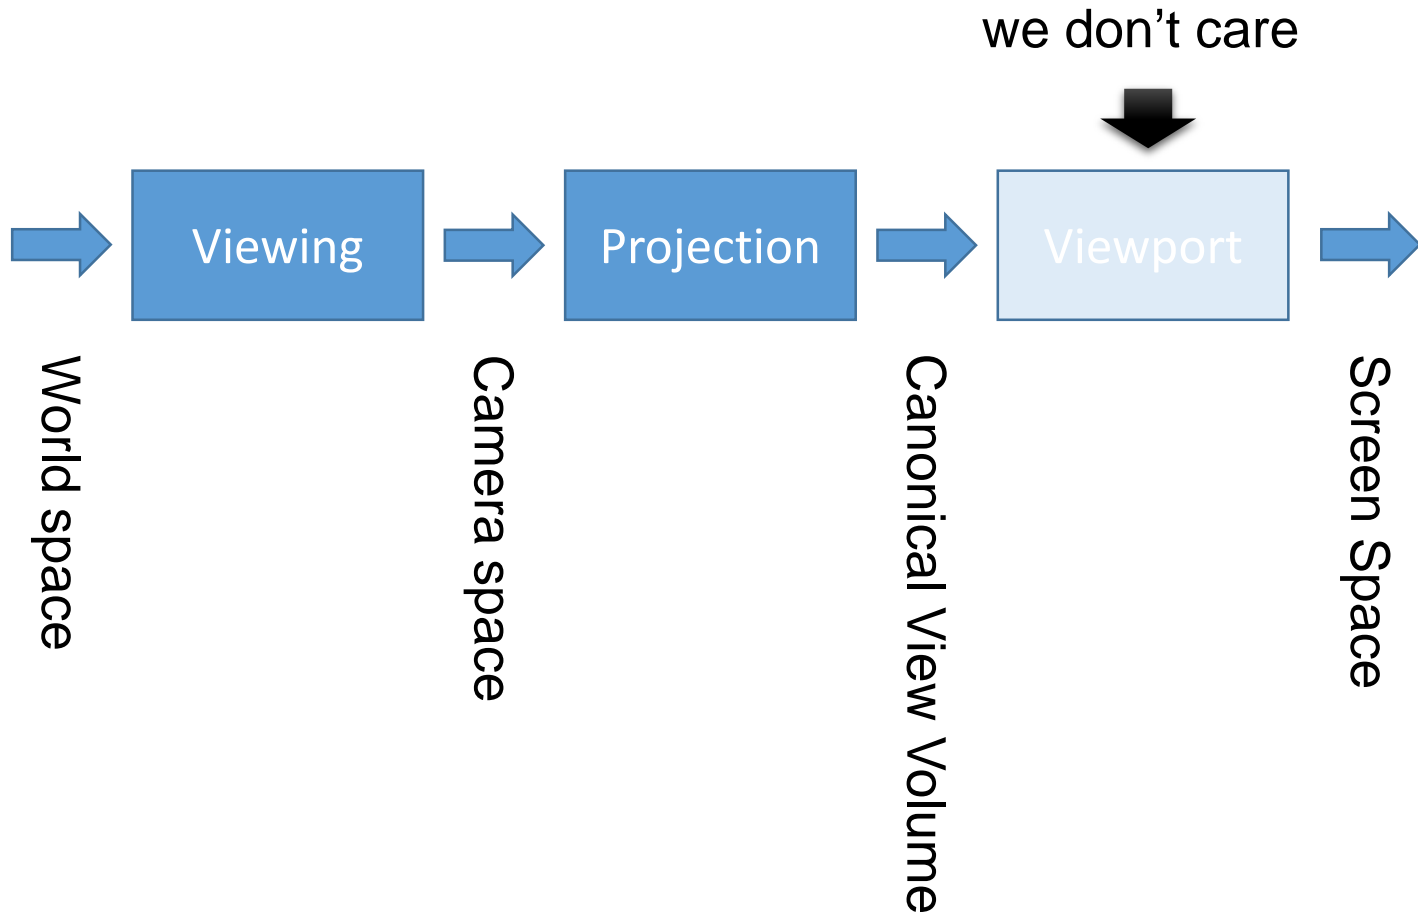 we don’t care
Viewing
Projection
Viewport
World space
Camera space
Canonical View Volume
Screen Space